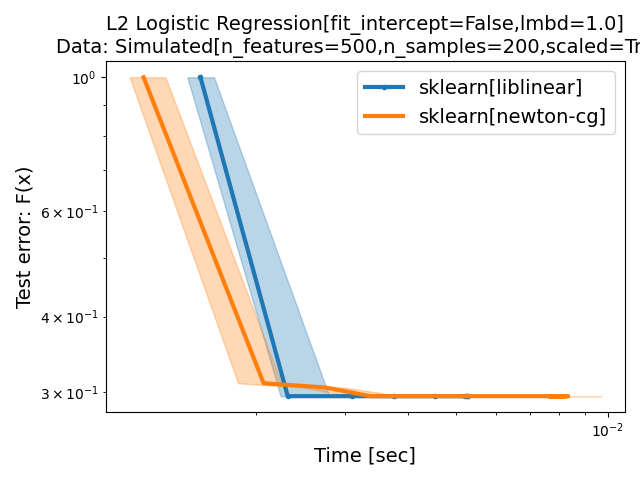 L2 Logistic Regression[fit_intercept=False,lmbd=1.0]
Data: Simulated[n_features=500,n_samples=200,scaled=Tr
sklearn[liblinear]
sklearn[newton-cg]
10⁰
6 × 10⁻¹
4 × 10⁻¹
3 × 10⁻¹
Test error: F(x)
10⁻²
Time [sec]